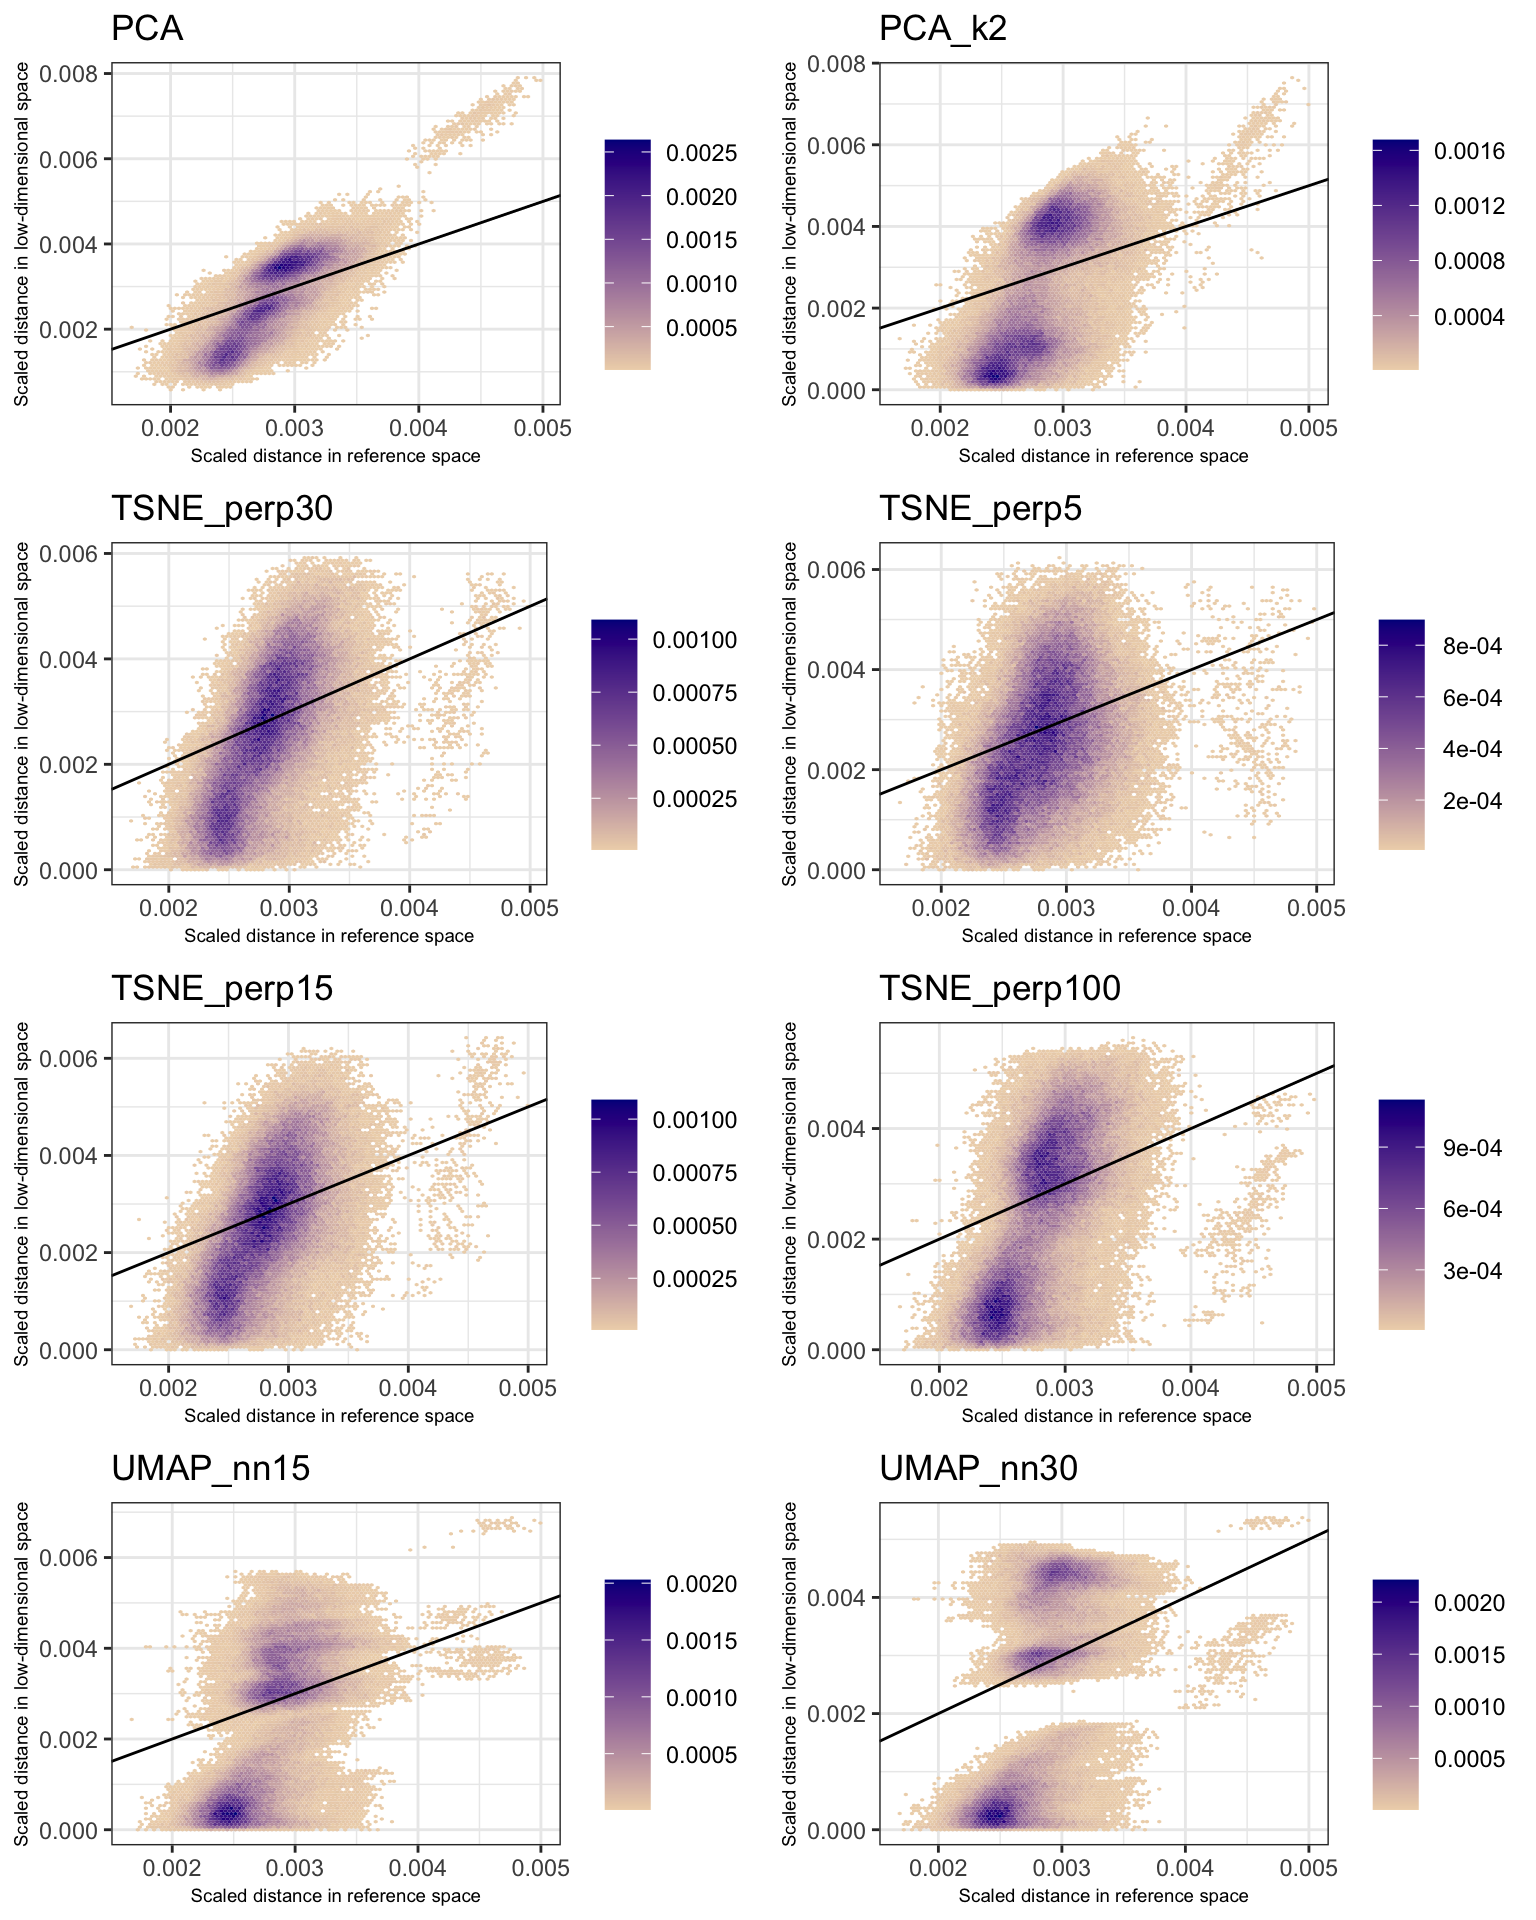 PCA
PCA_k2
Scaled distance in low-dimensional space
0.008
0.006
0.004
0.002
0.002 0.003 0.004 0.005
Scaled distance in reference space
0.0025
0.0020
0.0015
0.0010
0.0005
Scaled distance in low-dimensional space
0.008
0.006
0.004
0.002
0.000
0.002 0.003 0.004 0.005
Scaled distance in reference space
0.0016
0.0012
0.0008
0.0004
TSNE_perp30
TSNE_perp5
Scaled distance in low-dimensional space
0.006
0.004
0.002
0.000
0.002 0.003 0.004 0.005
Scaled distance in reference space
0.00100
0.00075
0.00050
0.00025
Scaled distance in low-dimensional space
0.006
0.004
0.002
0.000
0.002 0.003 0.004 0.005
Scaled distance in reference space
8e-04
6e-04
4e-04
2e-04
TSNE_perp15
TSNE_perp100
Scaled distance in low-dimensional space
0.006
0.004
0.002
0.000
0.002 0.003 0.004 0.005
Scaled distance in reference space
0.00100
0.00075
0.00050
0.00025
Scaled distance in low-dimensional space
0.004
0.002
0.000
0.002 0.003 0.004 0.005
Scaled distance in reference space
9e-04
6e-04
3e-04
UMAP_nn15
UMAP_nn30
Scaled distance in low-dimensional space
0.006
0.004
0.002
0.000
0.002 0.003 0.004 0.005
Scaled distance in reference space
0.0020
0.0015
0.0010
0.0005
Scaled distance in low-dimensional space
0.004
0.002
0.000
0.002 0.003 0.004 0.005
Scaled distance in reference space
0.0020
0.0015
0.0010
0.0005